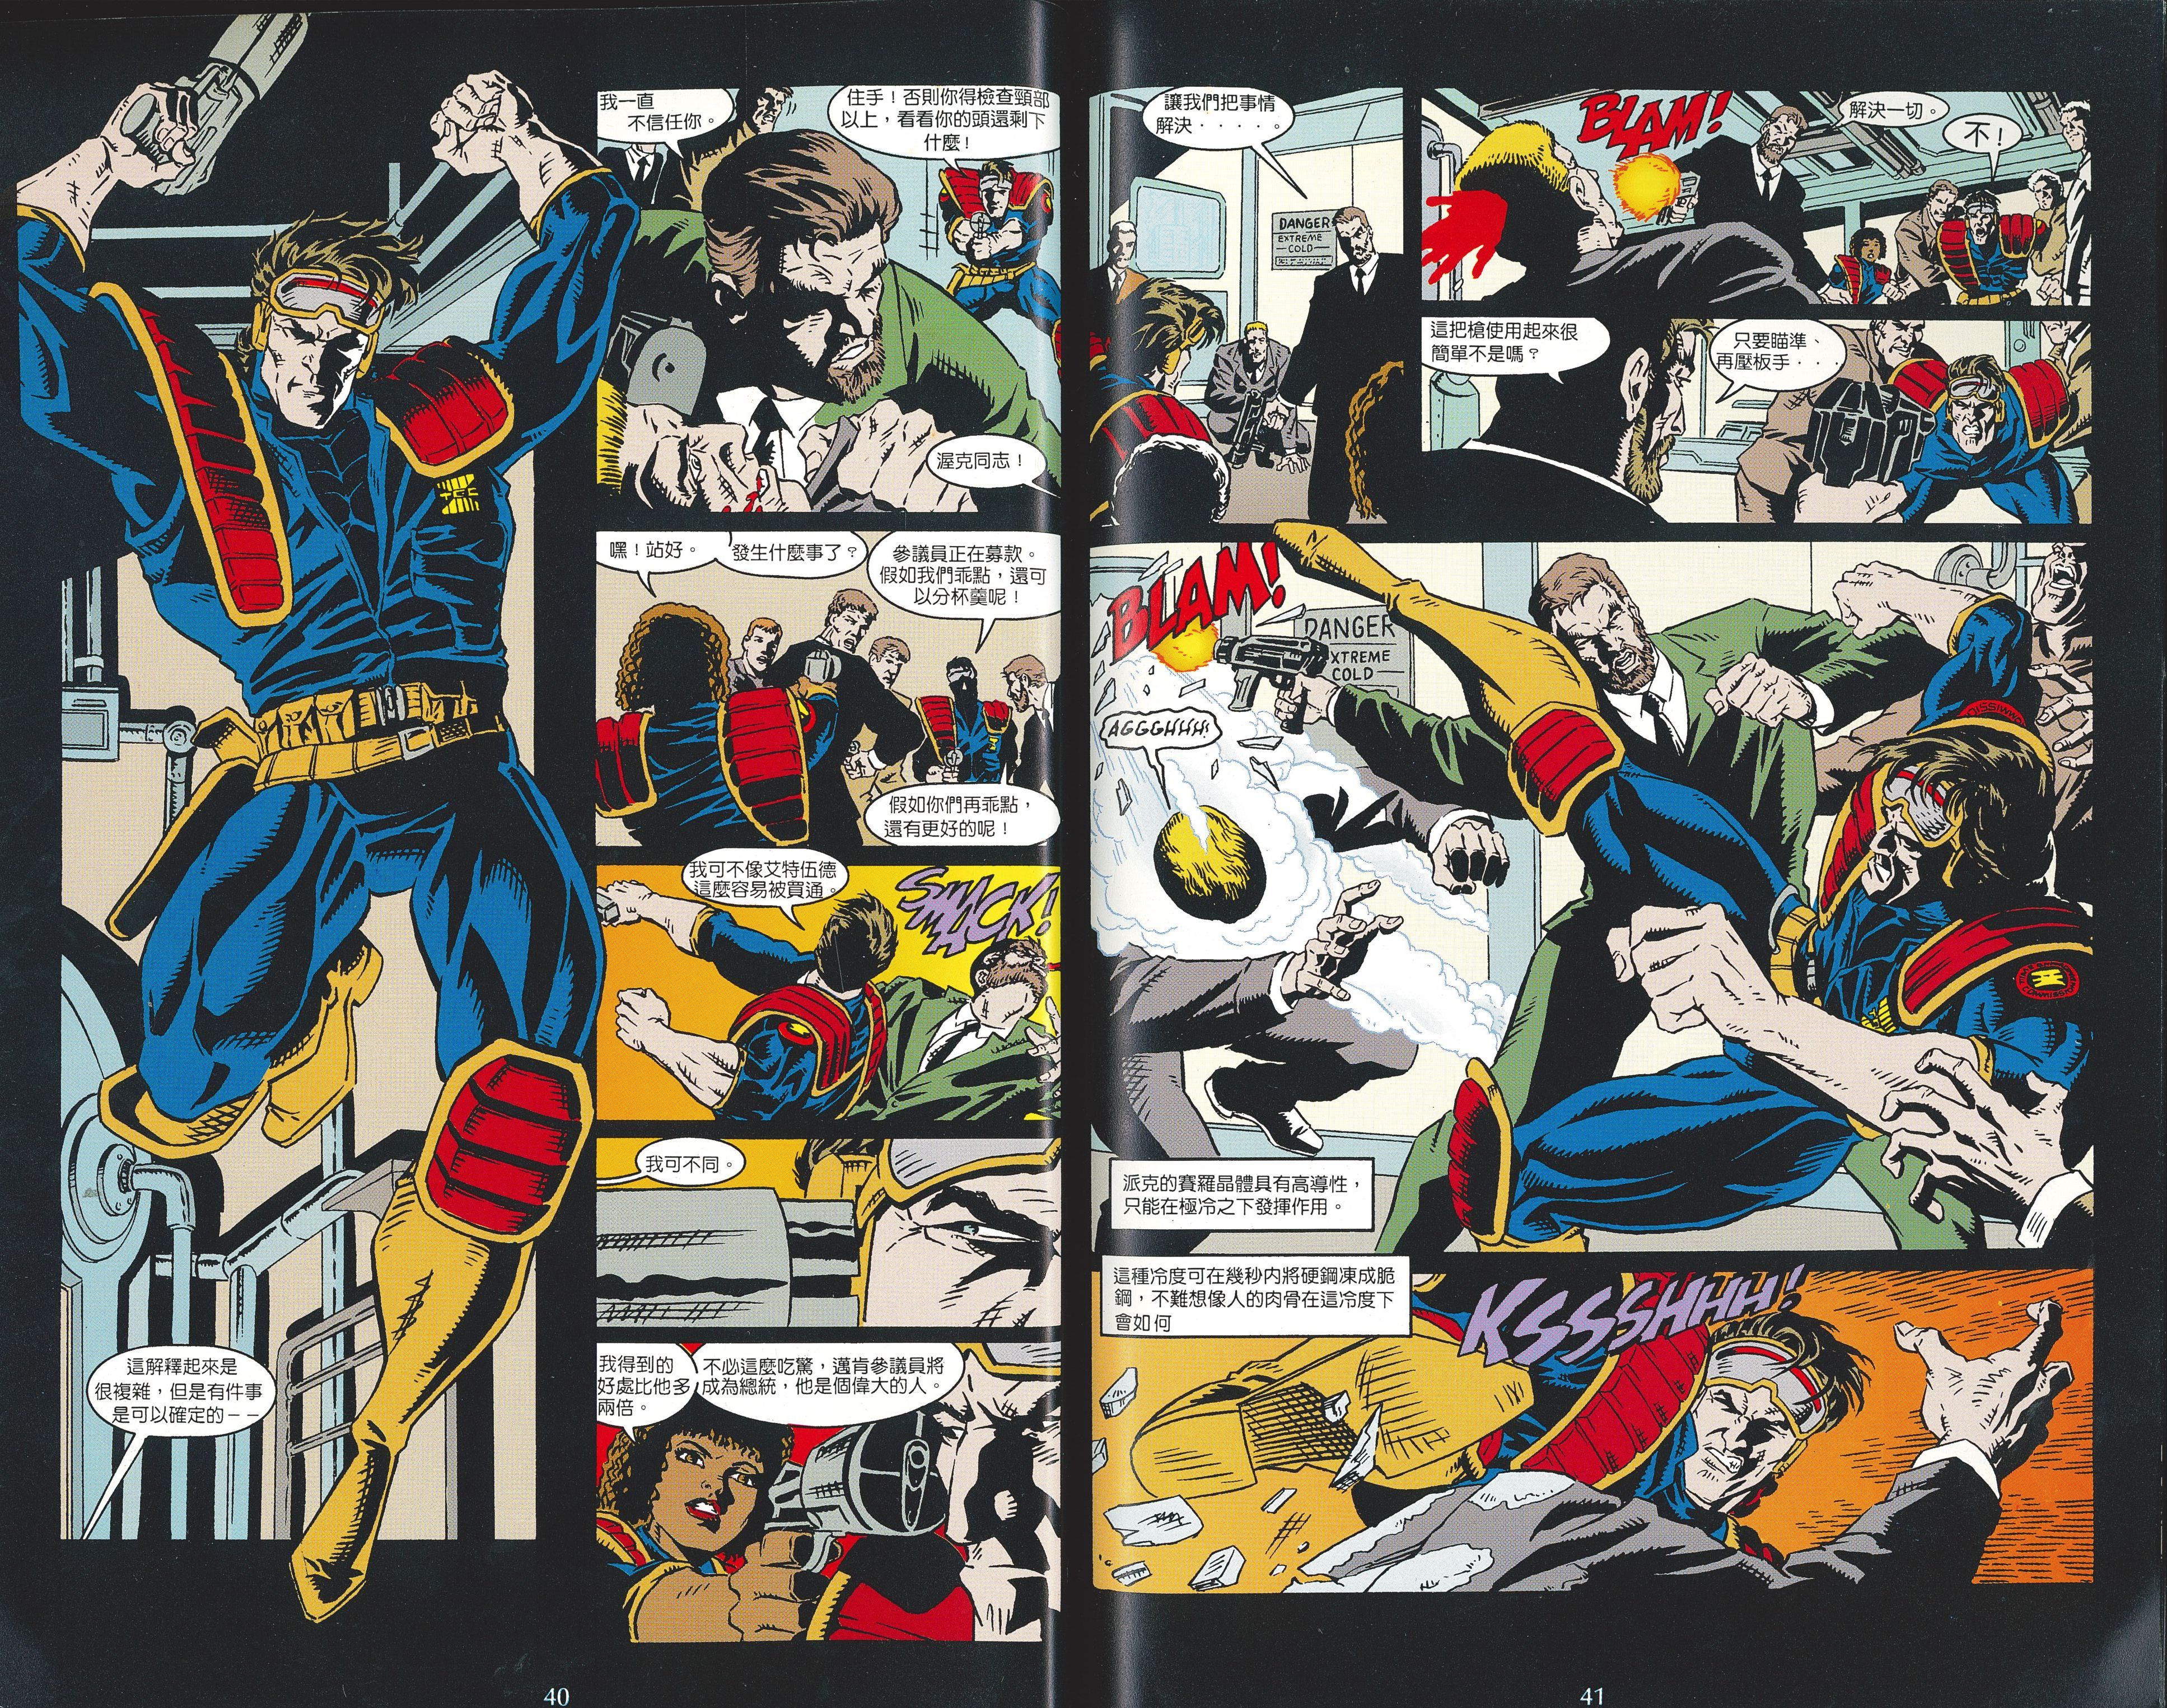 這解釋起來是
很複雜，但是有件事
是可以確定的－－
TEC
我一直
不信任你。
住手！否則你得檢查頸部
以上，看看你的頭還剩下
什麼！
渥克同志！
嘿！站好。
發生什麼事了？
參議員正在募款。
假如我們乖點，還可
以分杯羹呢！
假如你們再乖點，
還有更好的呢！
我可不像艾特伍德
這麼容易被買通。
SMACK!
我可不同。
我得到的
好處比他多
兩倍。
不必這麼吃驚，邁肯參議員將
成為總統，他是個偉大的人。
40
讓我們把事情
解決‧‧‧‧。
DANGER
EXTREME
COLD
BLAM!
解決一切。
不！
這把槍使用起來很
簡單不是嗎？
只要瞄準、
再壓板手‧‧‧
BLAM!
DANGER
XTREME
COLD
AGGGHHH!
派克的賽羅晶體具有高導性，
只能在極冷之下發揮作用。
這種冷度可在幾秒內將硬鋼凍成脆
鋼，不難想像人的肉骨在這冷度下
會如何
KSSSSHHH!
41